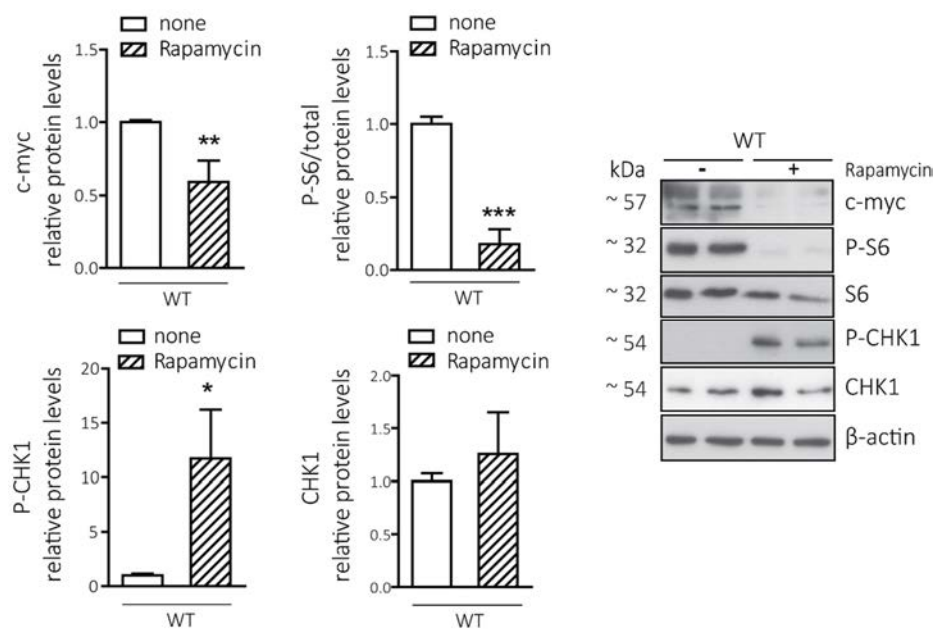 none
Rapamycin
c-myc
relative protein levels
1.5
1.0
0.5
0.0
**
WT
none
Rapamycin
P-S6/total
relative protein levels
1.5
1.0
0.5
0.0
***
WT
none
Rapamycin
P-CHK1
relative protein levels
20
15
10
5
0
*
WT
none
Rapamycin
CHK1
relative protein levels
2.0
1.5
1.0
0.5
0.0
WT
WT
kDa - + Rapamycin
~ 57 c-myc
~ 32 P-S6
~ 32 S6
~ 54 P-CHK1
~ 54 CHK1
β-actin